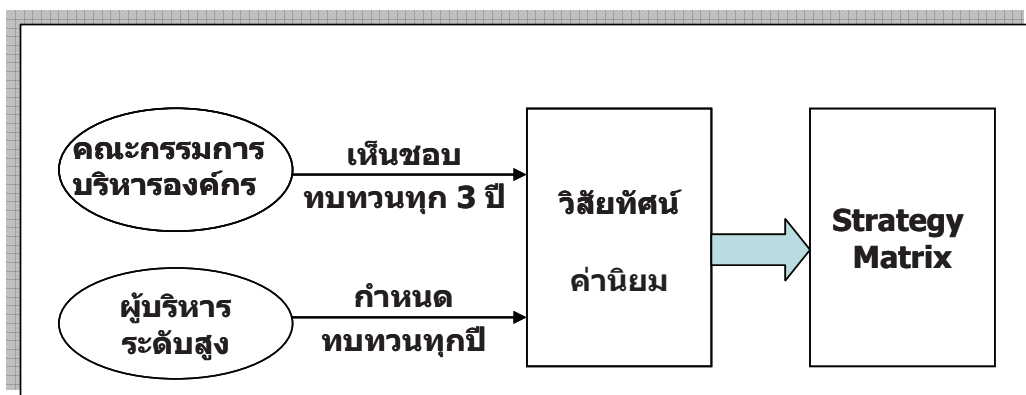 คณะกรรมการ
บริหารองค์กร
เห็นชอบ
ทบทวนทุก 3 ปี
ผู้บริหาร
ระดับสูง
กำหนด
ทบทวนทุกปี
วิสัยทัศน์
ค่านิยม
Strategy
Matrix